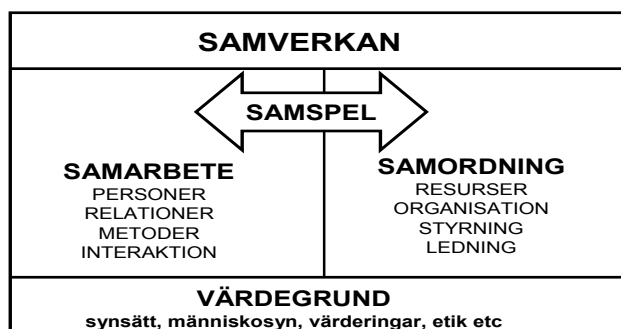 SAMVERKAN
SAMSPEL
SAMARBETE
PERSONER
RELATIONER
METODER
INTERAKTION
SAMORDNING
RESURSER
ORGANISATION
STYRNING
LEDNING
VÄRDEGRUND
synsätt, människosyn, värderingar, etik etc